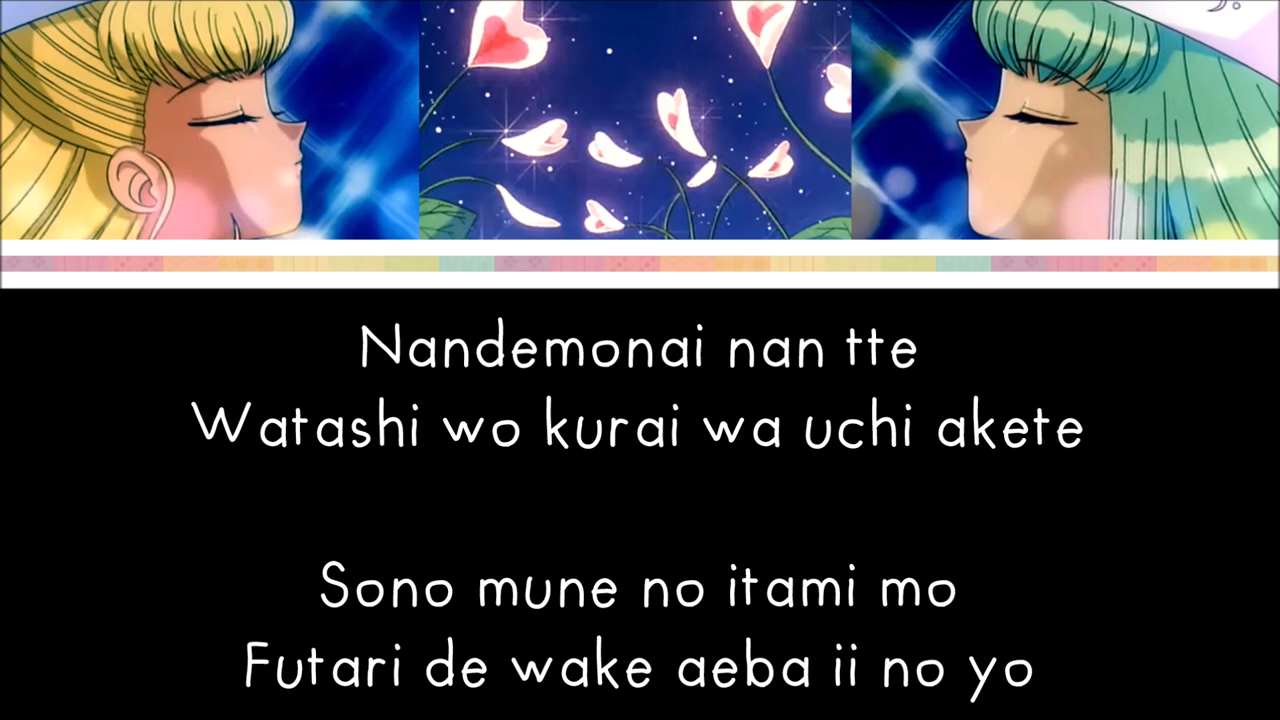 Nandemonai nan tte
Watashi wo kurai wa uchi akete
Sono mune no itami mo
Futari de wake aeba ii no yo